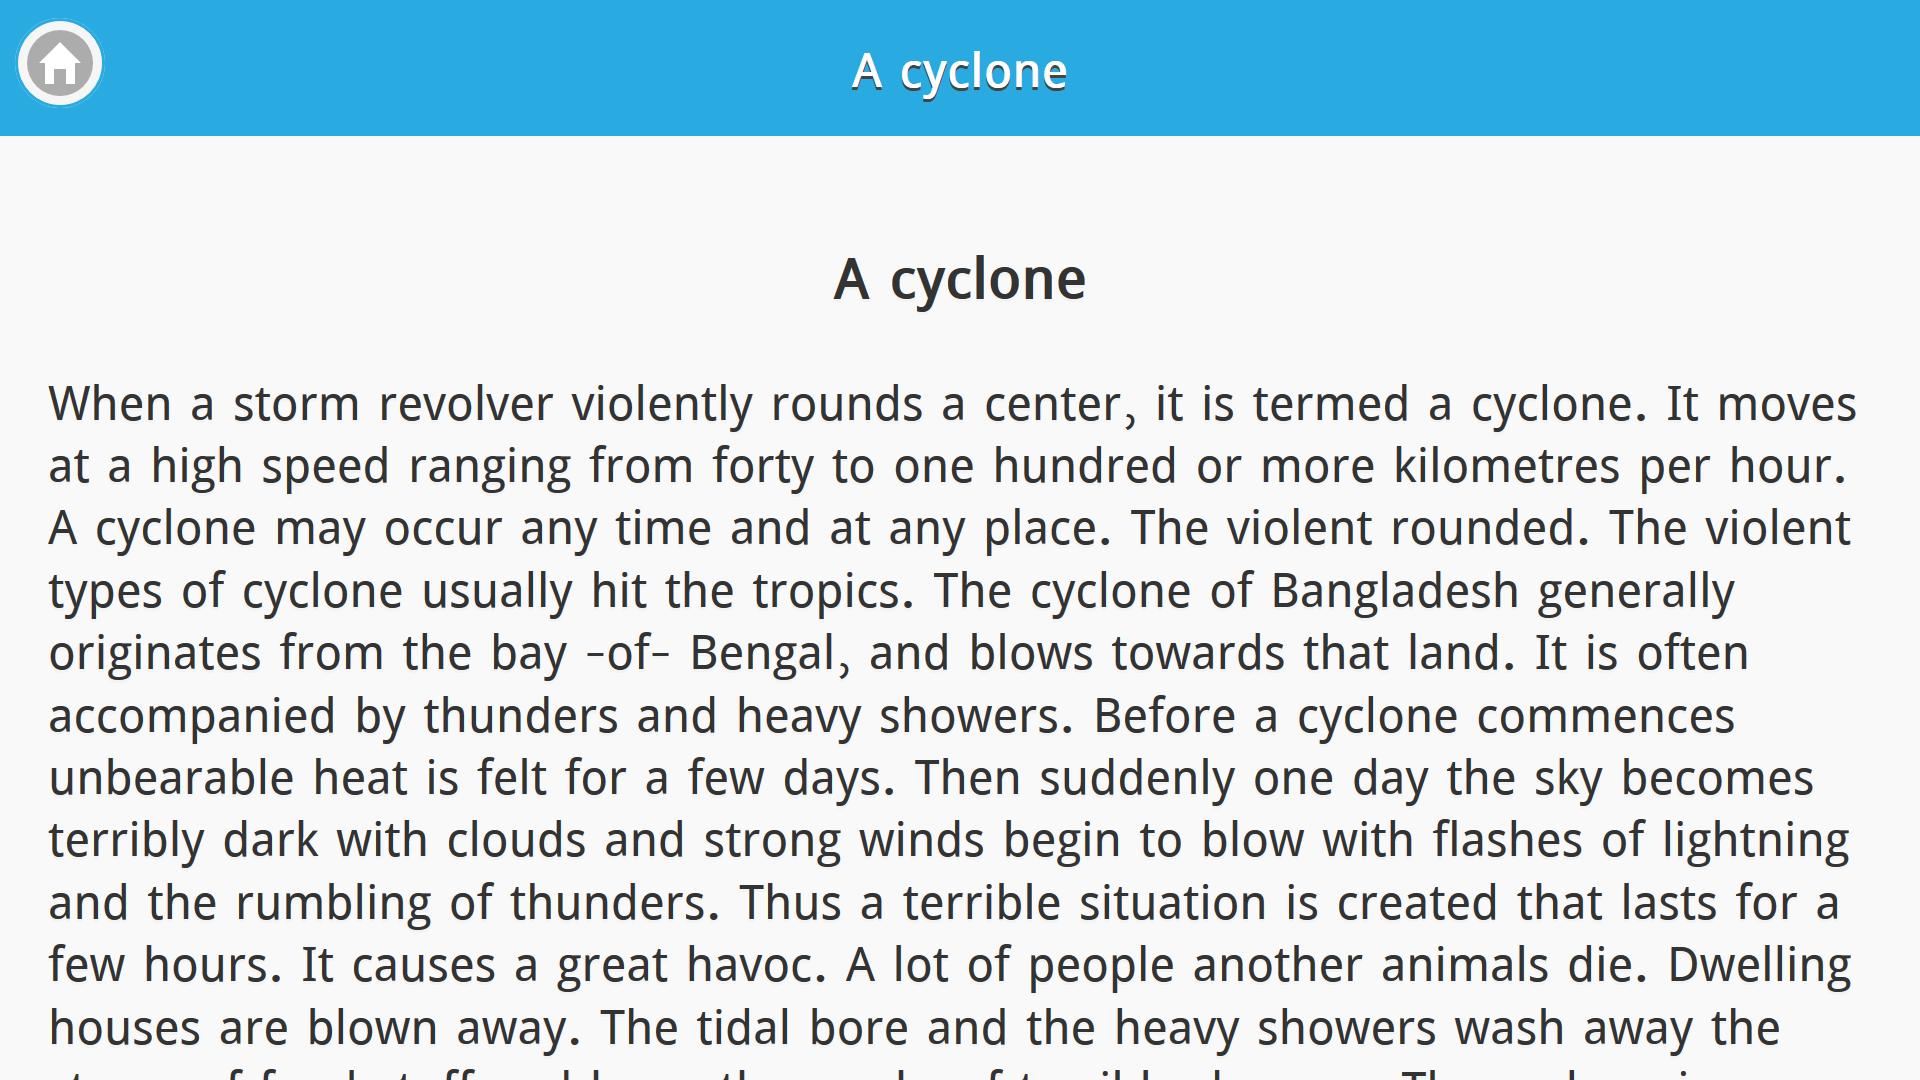 A cyclone
A cyclone
When a storm revolver violently rounds a center, it is termed a cyclone. It moves
at a high speed ranging from forty to one hundred or more kilometres per hour.
A cyclone may occur any time and at any place. The violent rounded. The violent
types of cyclone usually hit the tropics. The cyclone of Bangladesh generally
originates from the bay -of- Bengal, and blows towards that land. It is often
accompanied by thunders and heavy showers. Before a cyclone commences
unbearable heat is felt for a few days. Then suddenly one day the sky becomes
terribly dark with clouds and strong winds begin to blow with flashes of lightning
and the rumbling of thunders. Thus a terrible situation is created that lasts for a
few hours. It causes a great havoc. A lot of people another animals die. Dwelling
houses are blown away. The tidal bore and the heavy showers wash away the